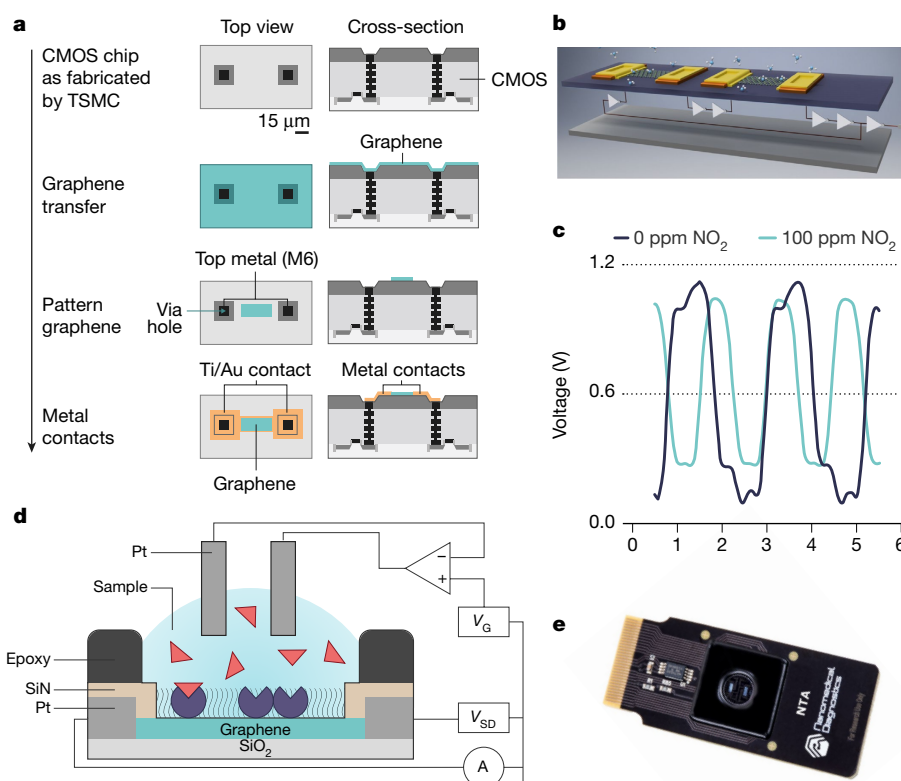 a
Top view
Cross-section
CMOS chip
as fabricated
by TSMC
CMOS
15 μm
Graphene
Graphene
transfer
Top metal (M6)
Pattern
graphene
Via
hole
Ti/Au contact
Metal contacts
Metal
contacts
Graphene
b
c
0 ppm NO₂
100 ppm NO₂
Voltage (V)
1.2
0.6
0.0
0 1 2 3 4 5 6
d
Pt
Sample
Epoxy
SiN
Pt
Graphene
SiO₂
−
+
V_G
V_SD
A
e
NTA
Nanomedical
Diagnostics